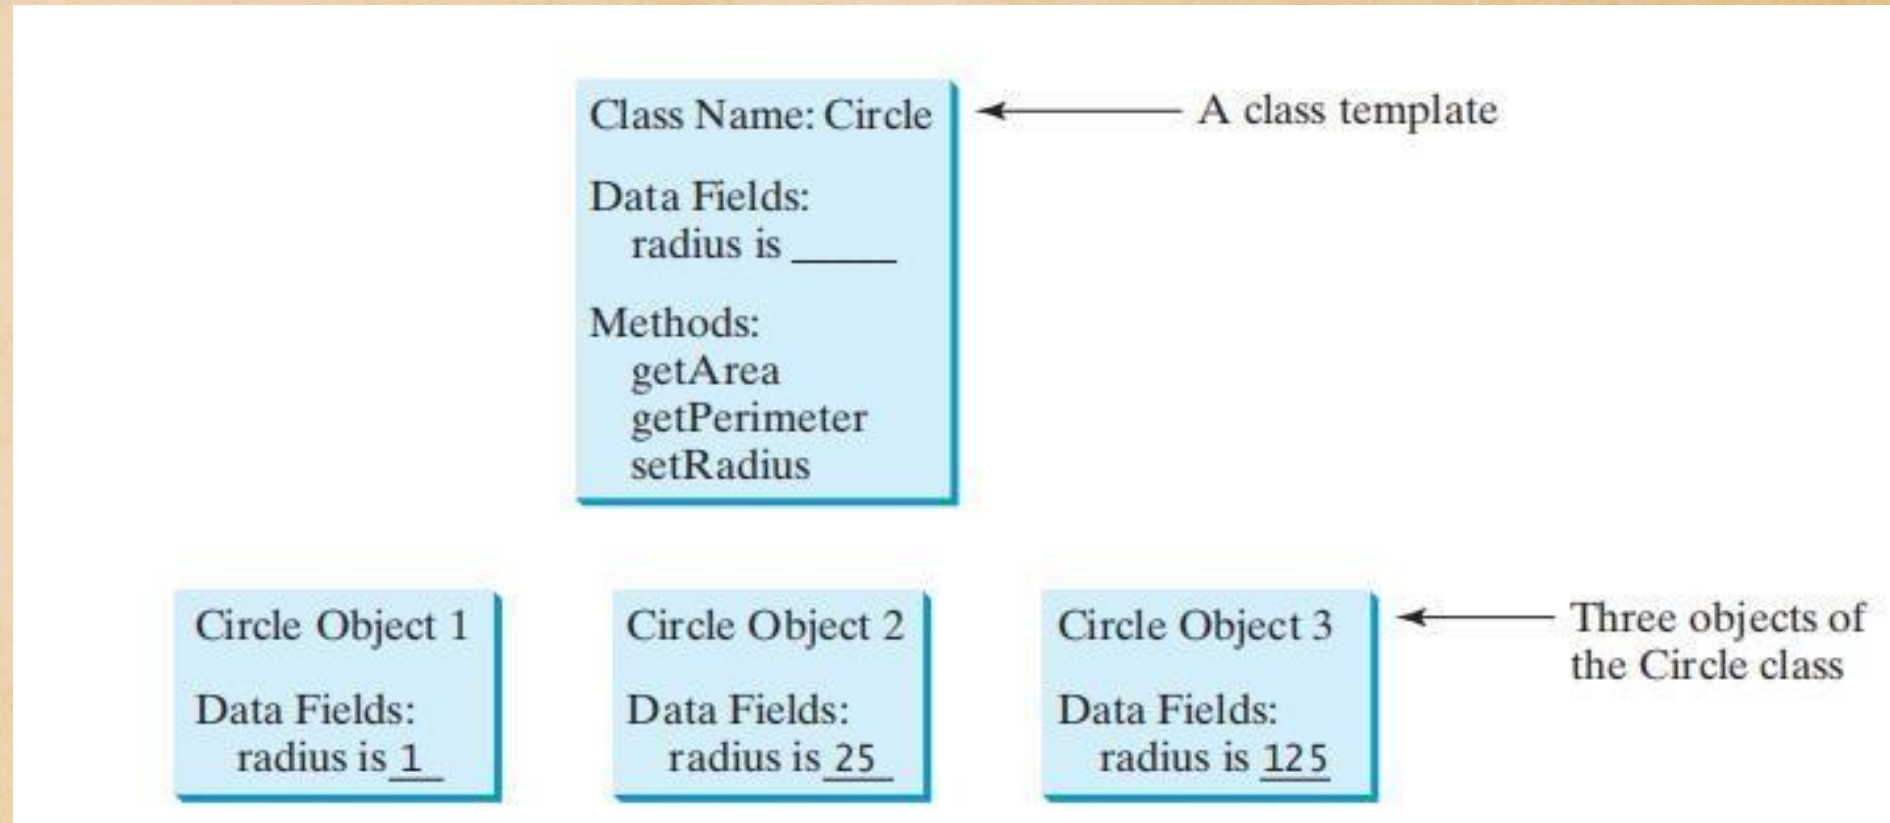 Class Name: Circle
A class template
Data Fields:
radius is _____
Methods:
getArea
getPerimeter
setRadius
Circle Object 1
Data Fields:
radius is 1
Circle Object 2
Data Fields:
radius is 25
Circle Object 3
Data Fields:
radius is 125
Three objects of
the Circle class